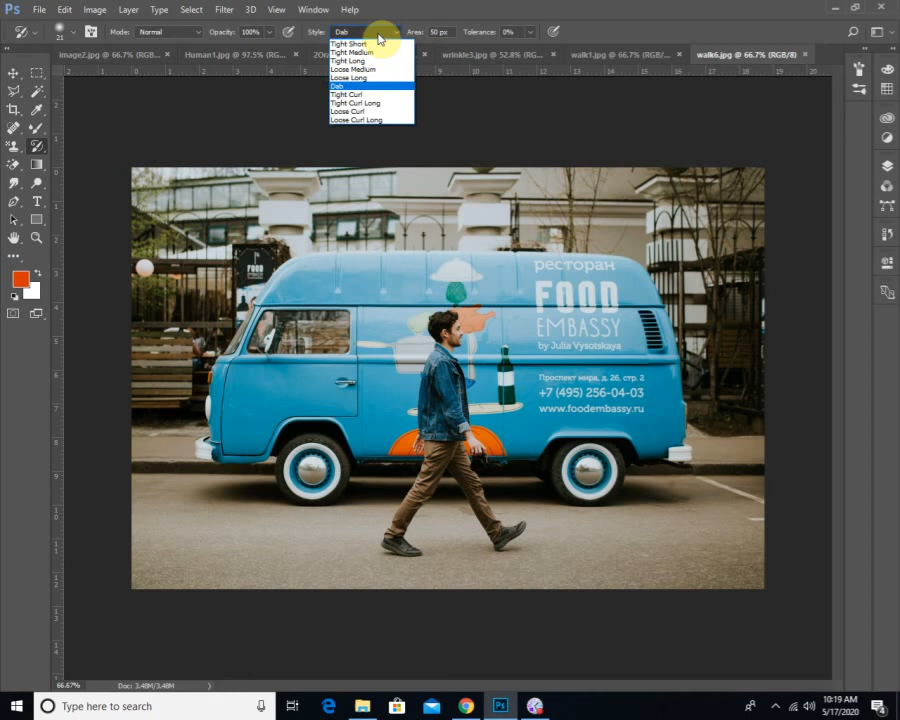 Ps File Edit Image Layer Type Select Filter 3D View Window Help
21 Mode: Normal Opacity: 100% Style: Dab Area: 50 px Tolerance: 0%
image2.jpg @ 66.7% (RGB... × Human1.jpg @ 97.5% (RGB... × wrinkle3.jpg @ 52.8% (RG... × walk1.jpg @ 66.7% (RGB... × walk6.jpg @ 66.7% (RGB/8) ×
Tight Short
Tight Medium
Tight Long
Loose Medium
Loose Long
Dab
Tight Curl
Tight Curl Long
Loose Curl
Loose Curl Long
ресторан
FOOD
EMBASSY
by Julia Vysotskaya
Проспект мира, д. 26, стр. 2
+7 (495) 256-04-03
www.foodembassy.ru
FOOD
66.67% Doc: 3.48M/3.48M
Type here to search
10:19 AM
5/17/2020